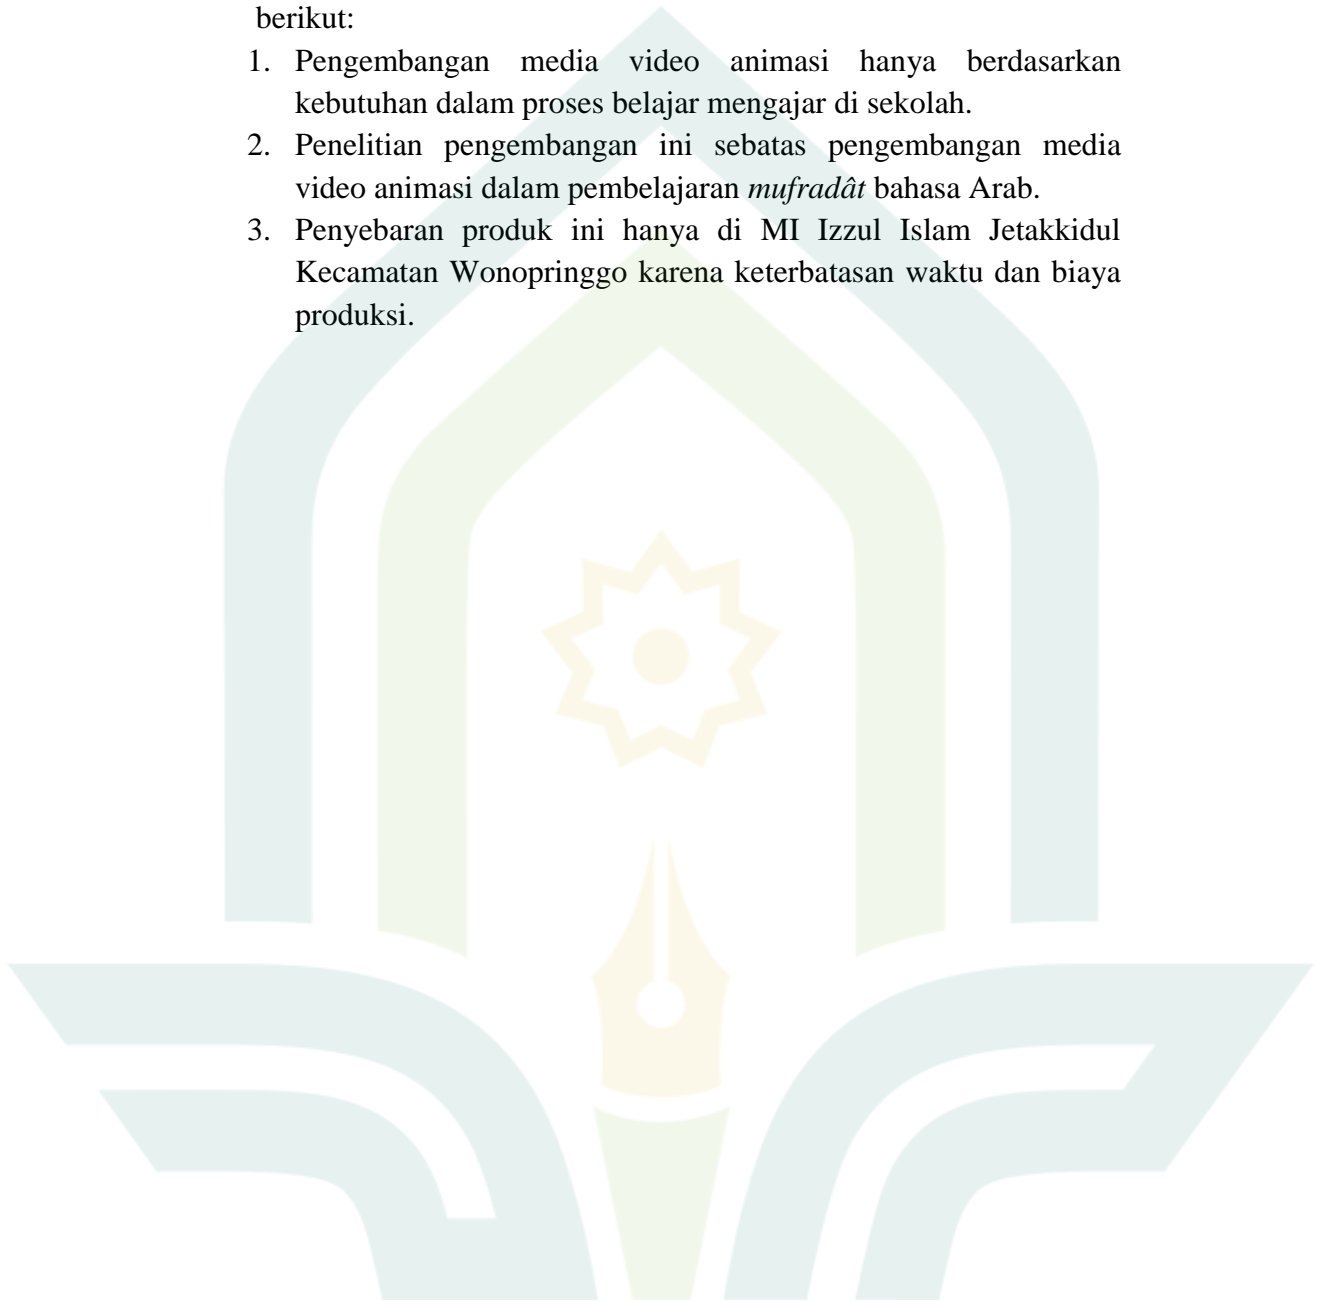 berikut:
1. Pengembangan media video animasi hanya berdasarkan
kebutuhan dalam proses belajar mengajar di sekolah.
2. Penelitian pengembangan ini sebatas pengembangan media
video animasi dalam pembelajaran mufradât bahasa Arab.
3. Penyebaran produk ini hanya di MI Izzul Islam Jetakkidul
Kecamatan Wonopringgo karena keterbatasan waktu dan biaya
produksi.